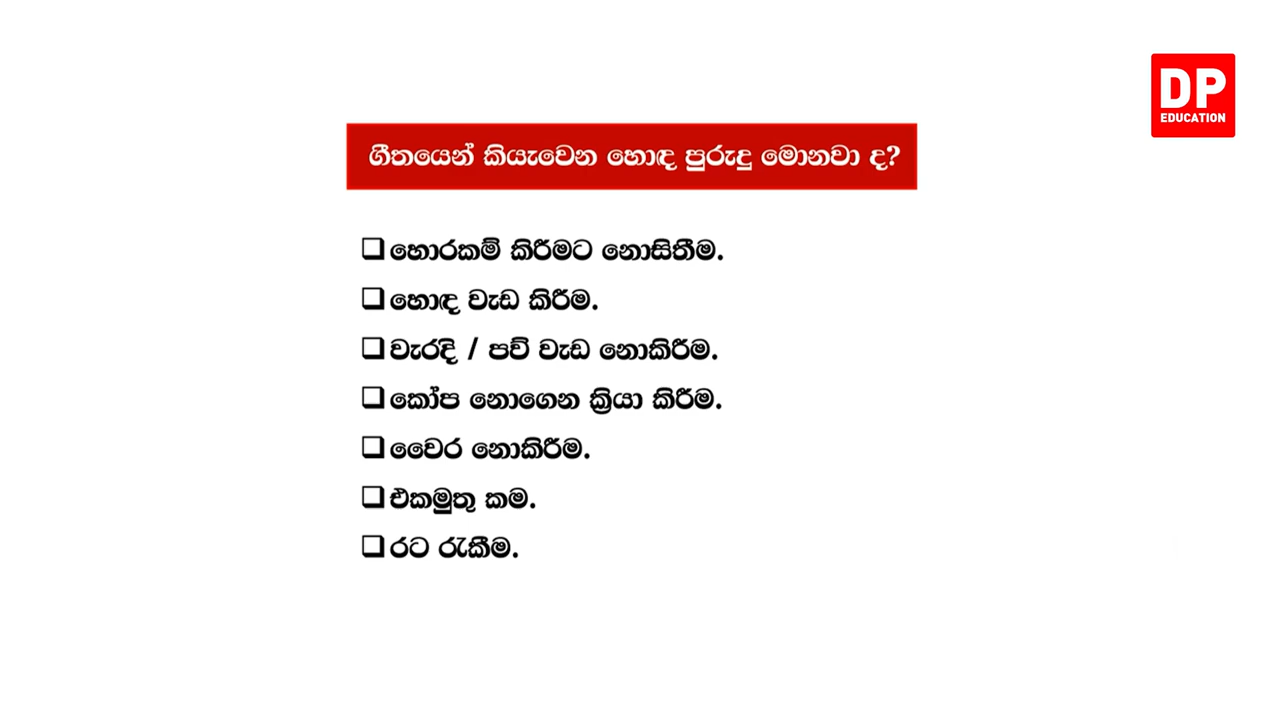 DP
EDUCATION
ගීතයෙන් කියැවෙන හොඳ පුරුදු මොනවා ද?
❑ හොරකම් කිරීමට නොසිතීම.
❑ හොඳ වැඩ කිරීම.
❑ වැරදි / පව් වැඩ නොකිරීම.
❑ කෝප නොගෙන ක්‍රියා කිරීම.
❑ වෛර නොකිරීම.
❑ එකමුතු කම.
❑ රට රැකීම.